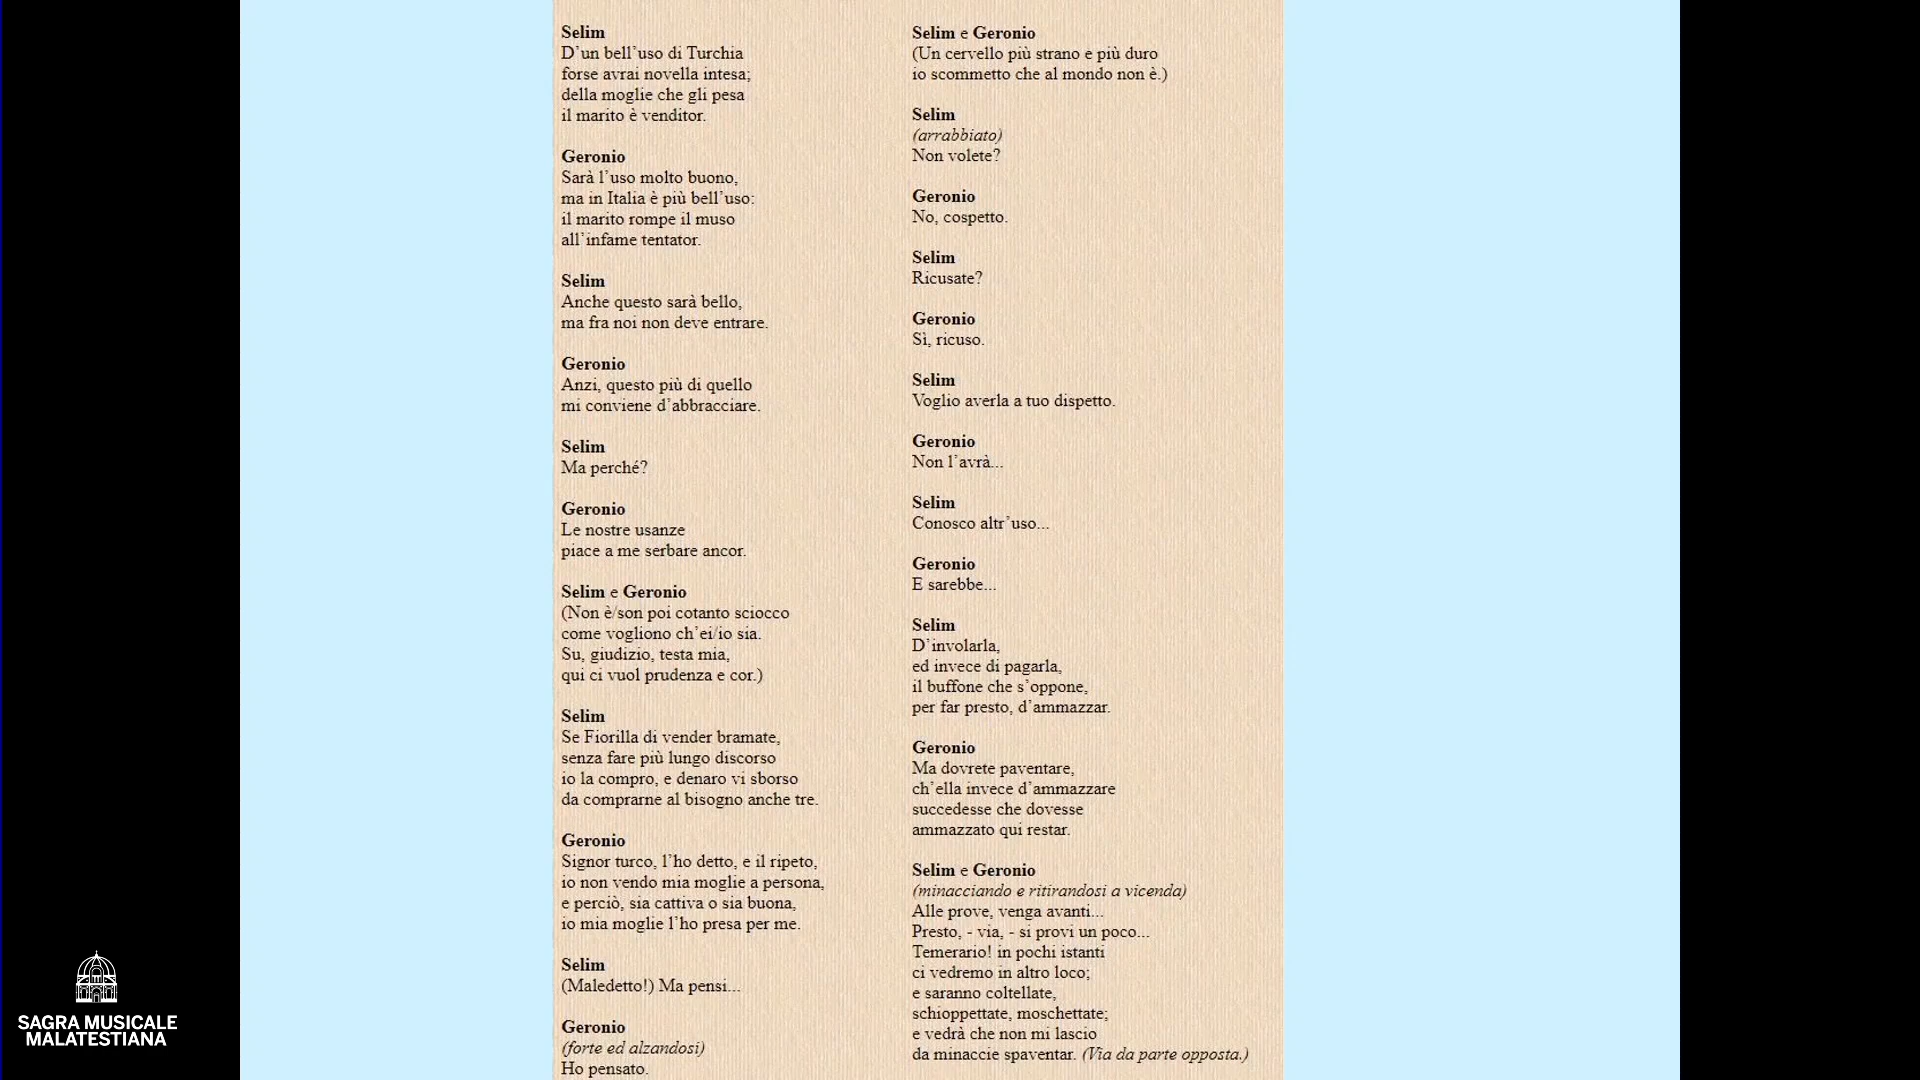 Selim
D'un bell'uso di Turchia
forse avrai novella intesa;
della moglie che gli pesa
il marito è venditor.
Geronio
Sarà l'uso molto buono,
ma in Italia è più bell'uso:
il marito rompe il muso
all'infame tentator.
Selim
Anche questo sarà bello,
ma fra noi non deve entrare.
Geronio
Anzi, questo più di quello
mi conviene d'abbracciare.
Selim
Ma perché?
Geronio
Le nostre usanze
piace a me serbare ancor.
Selim e Geronio
(Non è/son poi cotanto sciocco
come vogliono ch'ei/io sia.
Su, giudizio, testa mia,
qui ci vuol prudenza e cor.)
Selim
Se Fiorilla di vender bramate,
senza fare più lungo discorso
io la compro, e denaro vi sborso
da comprarne al bisogno anche tre.
Geronio
Signor turco, l'ho detto, e il ripeto,
io non vendo mia moglie a persona,
e perciò, sia cattiva o sia buona,
io mia moglie l'ho presa per me.
Selim
(Maledetto!) Ma pensi...
Geronio
(forte ed alzandosi)
Ho pensato.
Selim e Geronio
(Un cervello più strano e più duro
io scommetto che al mondo non è.)
Selim
(arrabbiato)
Non volete?
Geronio
No, cospetto.
Selim
Ricusate?
Geronio
Sì, ricuso.
Selim
Voglio averla a tuo dispetto.
Geronio
Non l'avrà...
Selim
Conosco altr'uso...
Geronio
E sarebbe...
Selim
D'involarla,
ed invece di pagarla,
il buffone che s'oppone,
per far presto, d'ammazzar.
Geronio
Ma dovrete paventare,
ch'ella invece d'ammazzare
succedesse che dovesse
ammazzato qui restar.
Selim e Geronio
(minacciando e ritirandosi a vicenda)
Alle prove, venga avanti...
Presto, - via, - si provi un poco...
Temerario! in pochi istanti
ci vedremo in altro loco;
e saranno coltellate,
schioppettate, moschettate;
e vedrà che non mi lascio
da minaccie spaventar. (Via da parte opposta.)
SAGRA MUSICALE
MALATESTIANA